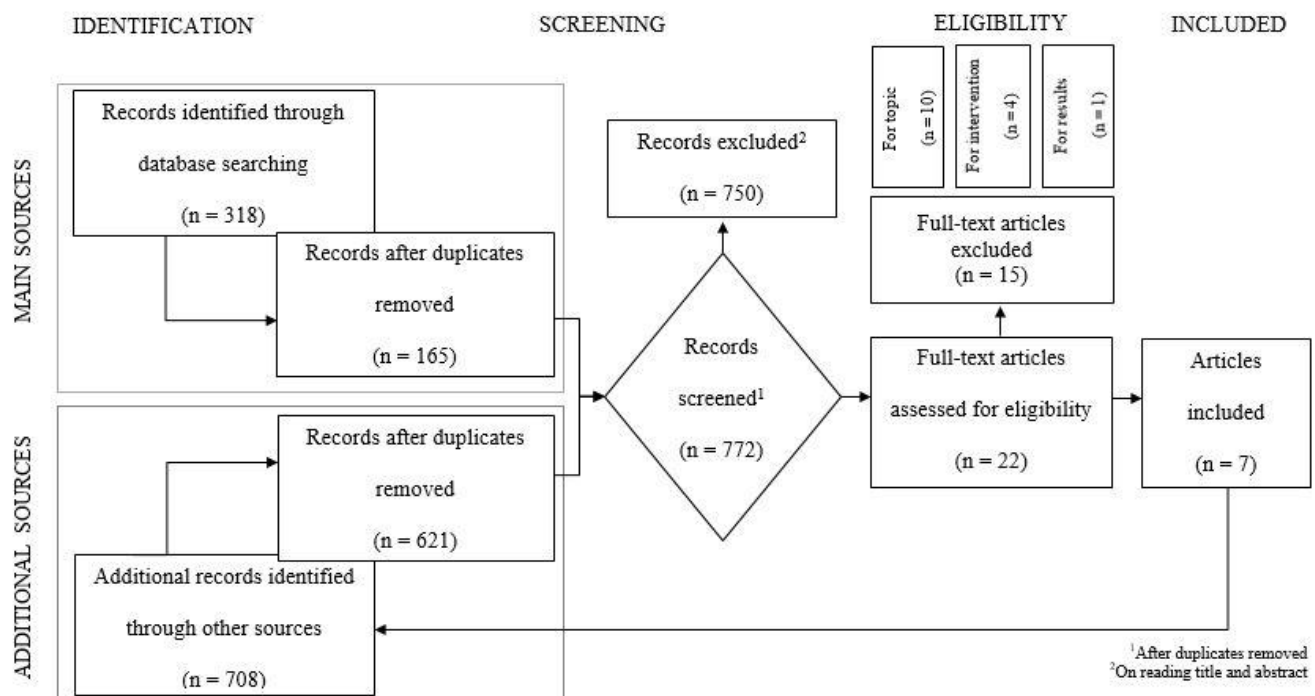 IDENTIFICATION
SCREENING
ELIGIBILITY
INCLUDED
MAIN SOURCES
Records identified through
database searching
(n = 318)
Records after duplicates
removed
(n = 165)
ADDITIONAL SOURCES
Records after duplicates
removed
(n = 621)
Additional records identified
through other sources
(n = 708)
Records excluded²
(n = 750)
Records
screened¹
(n = 772)
For topic
(n = 10)
For intervention
(n = 4)
For results
(n = 1)
Full-text articles
excluded
(n = 15)
Full-text articles
assessed for eligibility
(n = 22)
Articles
included
(n = 7)
¹After duplicates removed
²On reading title and abstract